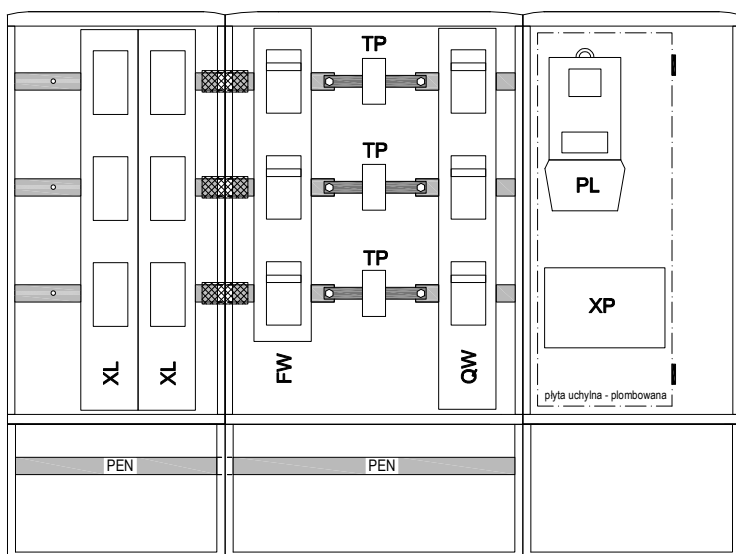 TP
TP
PL
TP
XP
XL
XL
FW
QW
płyta uchylna - plombowana
PEN
PEN